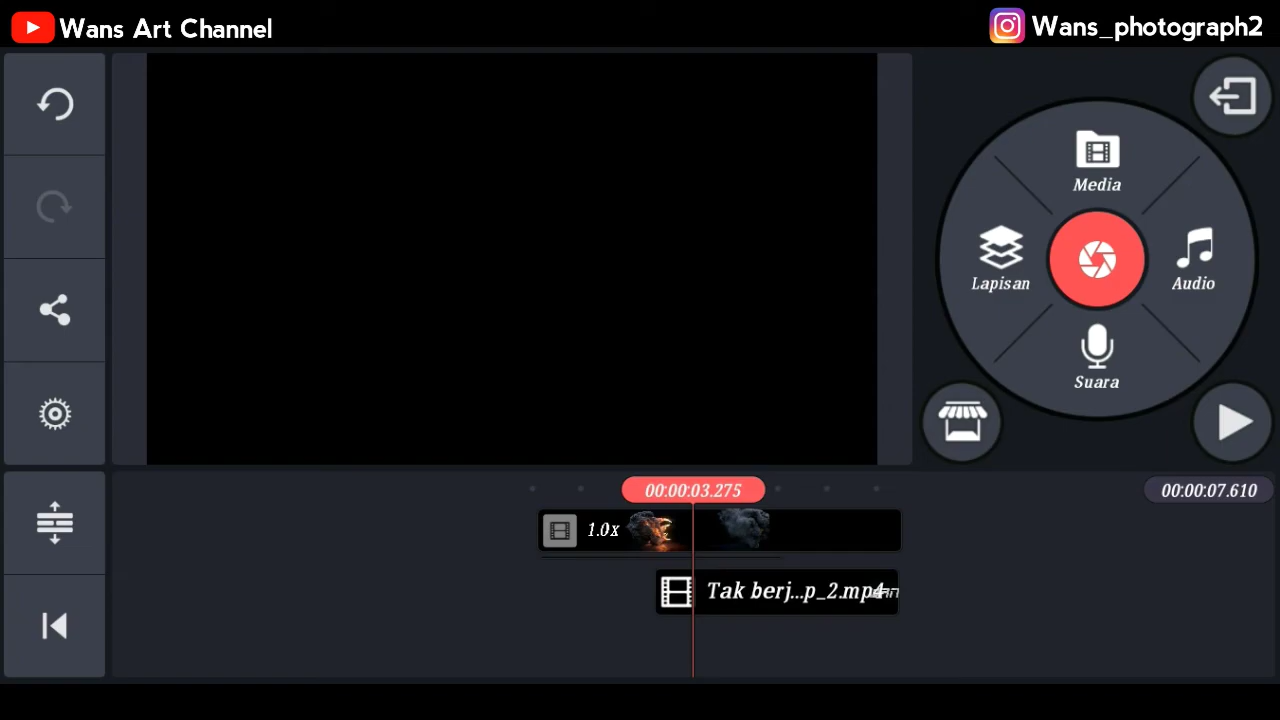 Wans Art Channel
Wans_photograph2
Media
Lapisan
Audio
Suara
00:00:03.275
00:00:07.610
1.0x
Tak berj...p_2.mp4